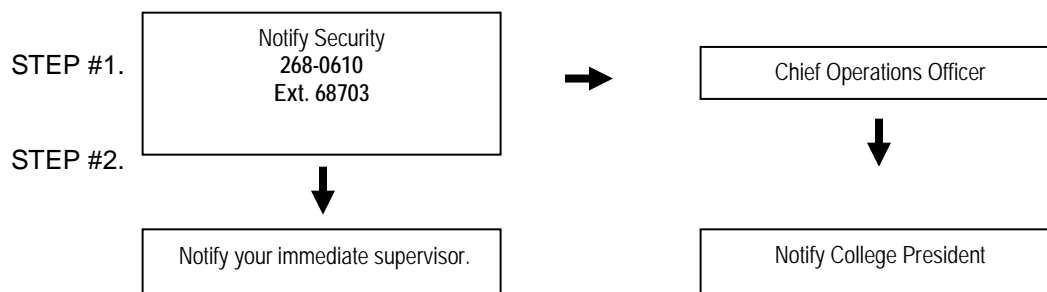 STEP #1.
Notify Security
268-0610
Ext. 68703
Chief Operations Officer
STEP #2.
Notify your immediate supervisor.
Notify College President